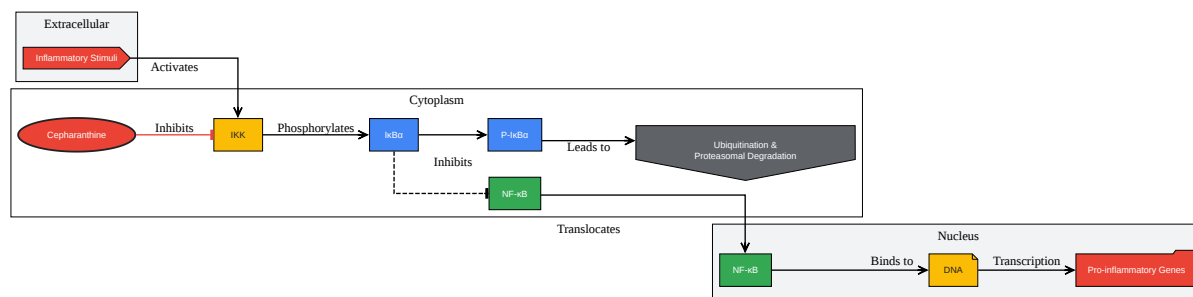 Extracellular
Inflammatory Stimuli
Activates
Cytoplasm
Cepharanthine
Inhibits
IKK
Phosphorylates
IκBα
P-IκBα
Leads to
Ubiquitination &
Proteasomal Degradation
Inhibits
NF-κB
Translocates
Nucleus
NF-κB
Binds to
DNA
Transcription
Pro-inflammatory Genes